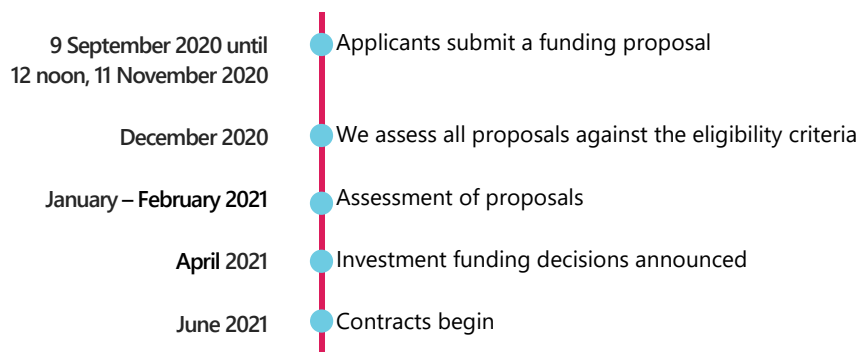 9 September 2020 until
12 noon, 11 November 2020
Applicants submit a funding proposal
December 2020
We assess all proposals against the eligibility criteria
January – February 2021
Assessment of proposals
April 2021
Investment funding decisions announced
June 2021
Contracts begin